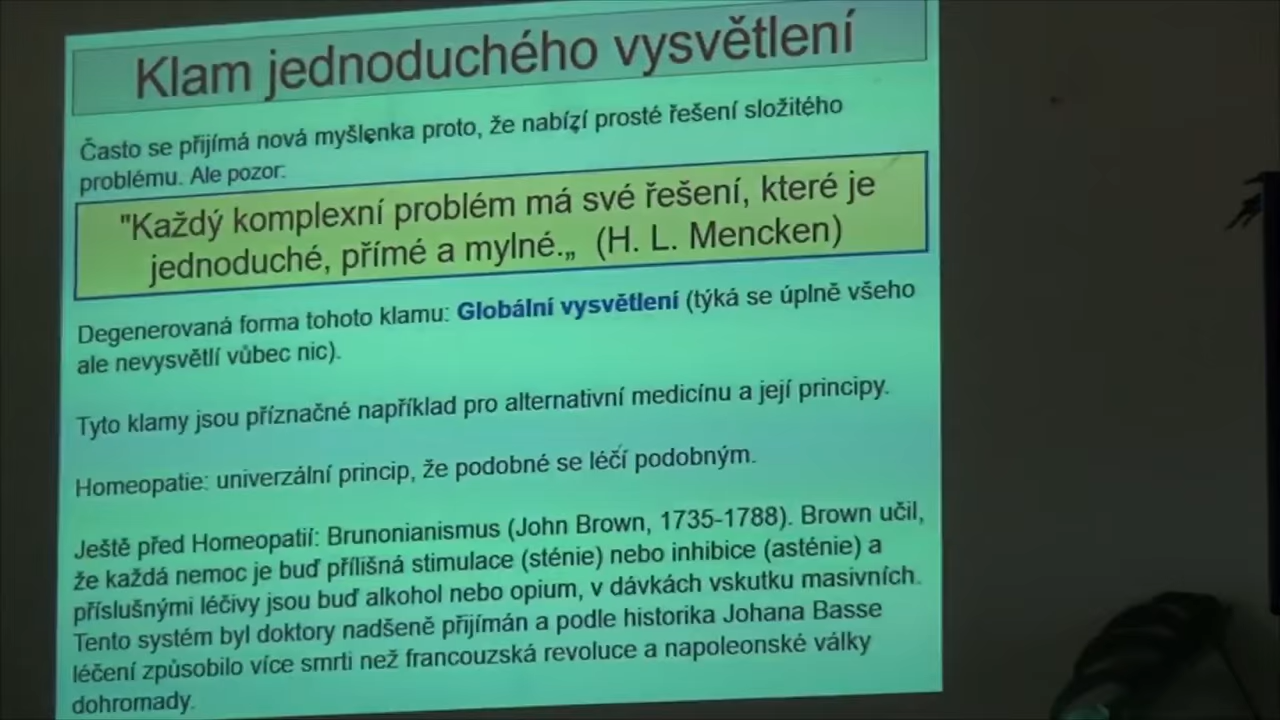 Klam jednoduchého vysvětlení
Často se přijímá nová myšlenka proto, že nabízí prosté řešení složitého
problému. Ale pozor:
"Každý komplexní problém má své řešení, které je
jednoduché, přímé a mylné.„ (H. L. Mencken)
Degenerovaná forma tohoto klamu: Globální vysvětlení (týká se úplně všeho
ale nevysvětlí vůbec nic).
Tyto klamy jsou příznačné například pro alternativní medicínu a její principy.
Homeopatie: univerzální princip, že podobné se léčí podobným.
Ještě před Homeopatií: Brunonianismus (John Brown, 1735-1788). Brown učil,
že každá nemoc je buď přílišná stimulace (sténie) nebo inhibice (asténie) a
příslušnými léčivy jsou buď alkohol nebo opium, v dávkách vskutku masivních.
Tento systém byl doktory nadšeně přijímán a podle historika Johana Basse
léčení způsobilo více smrti než francouzská revoluce a napoleonské války
dohromady.